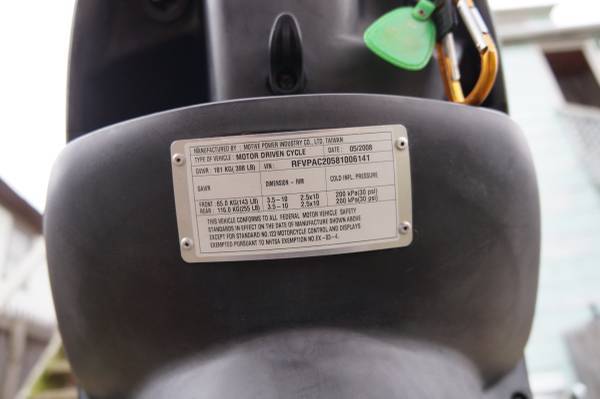 MANUFACTURED BY : MOTIVE POWER INDUSTRY CO., LTD, TAIWAN
TYPE OF VEHICLE : MOTOR DRIVEN CYCLE DATE : 05/2008
GVWR : 181 KG( 398 LB) VIN : RFVPAC20581006141
GAWR DIMENSION - RIM COLD INFL. PRESSURE
FRONT :65.0 KG(143 LB) 3.5-10 2.5x10 200 kPa(30 psi)
REAR : 116.0 KG(255 LB) 3.5-10 2.5x10 200 kPa(30 psi)
THIS VEHICLE CONFORMS TO ALL FEDERAL MOTOR VEHICLE SAFETY
STANDARDS IN EFFECT ON THE DATE OF MANUFACTURE SHOWN ABOVE
EXCEPT FOR STANDARD NO.123 MOTORCYCLE CONTROL AND DISPLAYS
EXEMPTED PURSUANT TO NHTSA EXEMPTION NO.EX -03-4.